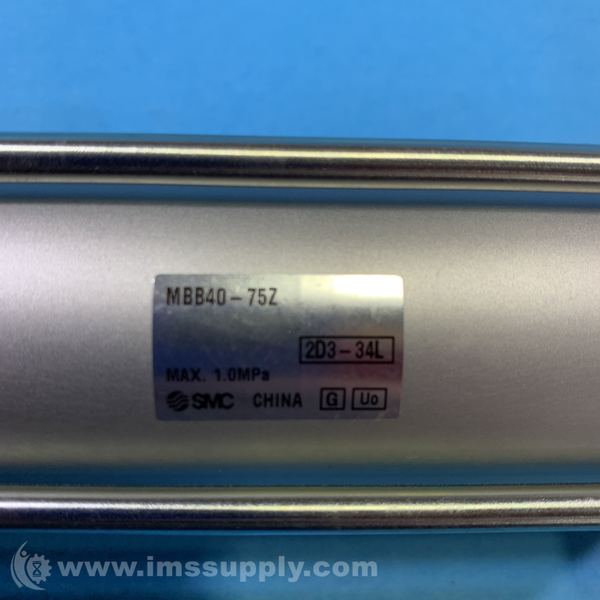 MBB40-75Z
2D3-34L
MAX. 1.0MPa
SMC CHINA G Uo
www.imssupply.com